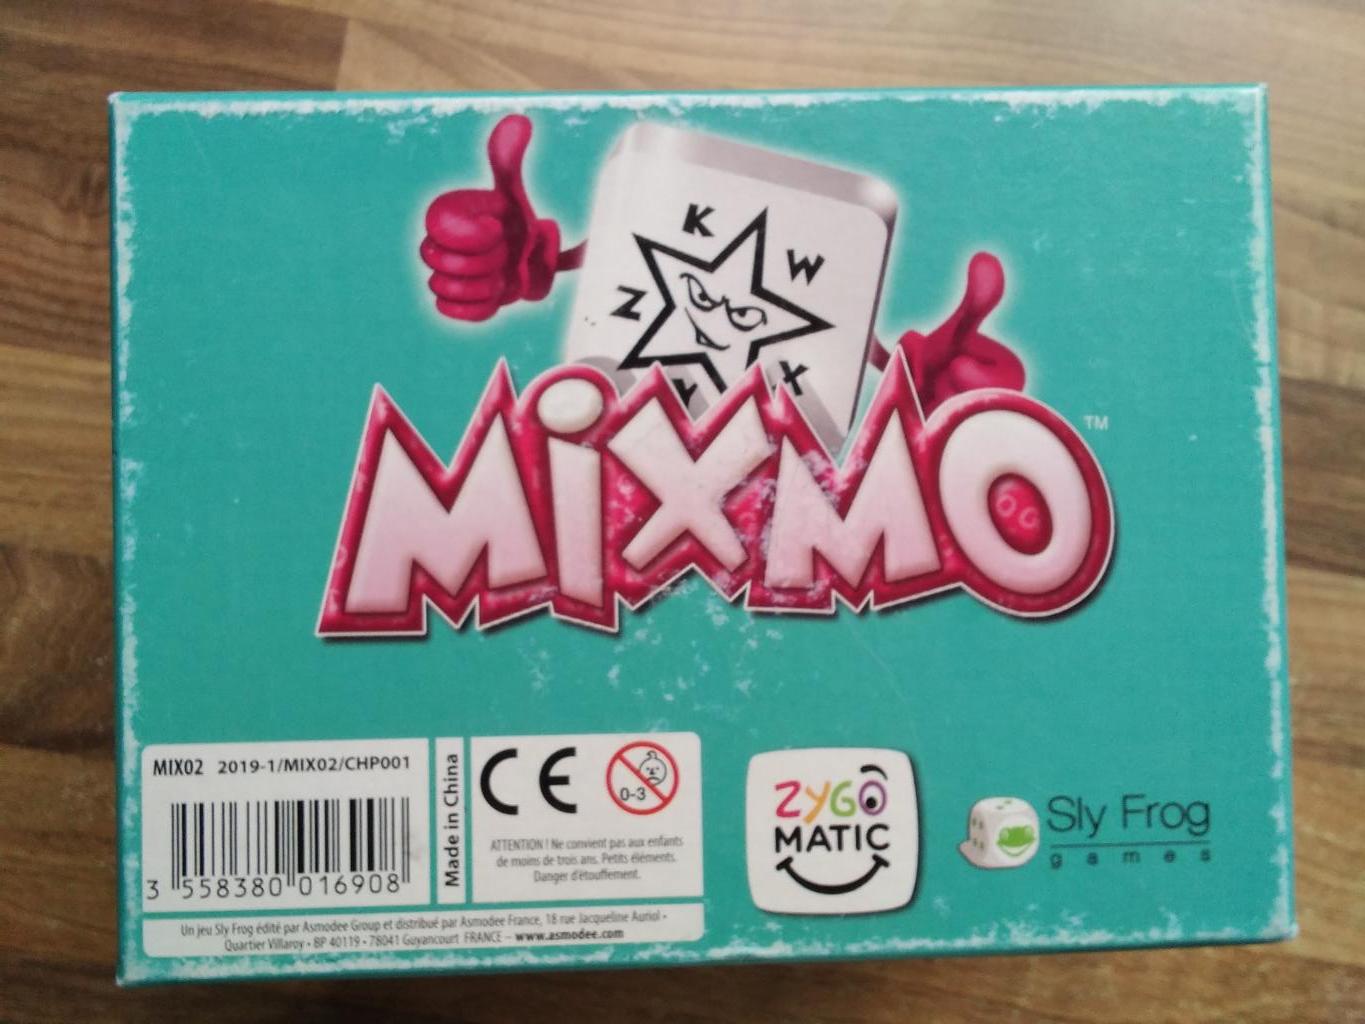 K
W
Z
X
Y
MiXMO
TM
MIX02 2019-1/MIX02/CHP001
3 558380 016908
Made in China
CE
0-3
ATTENTION ! Ne convient pas aux enfants
de moins de trois ans. Petits éléments.
Danger d'étouffement.
Un jeu Sly Frog édité par Asmodee Group et distribué par Asmodee France, 18 rue Jacqueline Auriol •
Quartier Villaroy • BP 40119 • 78041 Guyancourt FRANCE – www.asmodee.com
ZYGO
MATIC
Sly Frog
games